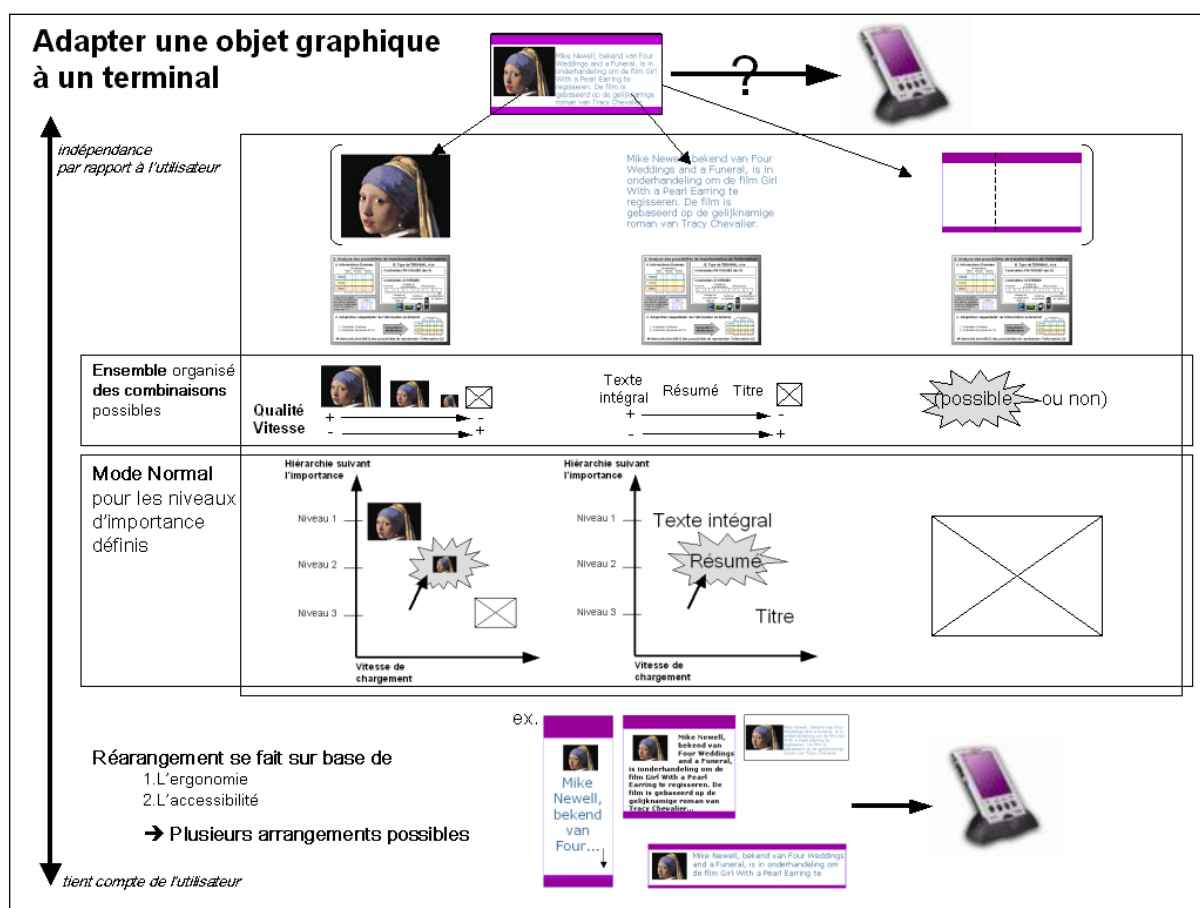 Adapter une objet graphique
à un terminal
Mike Newell, bekend van Four
Weddings and a Funeral, is in
onderhandeling om de film Girl
With a Pearl Earring te
regisseren. De film is
gebaseerd op de gelijknamige
roman van Tracy Chevalier.
?
indépendance
par rapport à l'utilisateur
Mike Newell, bekend van Four
Weddings and a Funeral, is in
onderhandeling om de film Girl
With a Pearl Earring te
regisseren. De film is
gebaseerd op de gelijknamige
roman van Tracy Chevalier.
Ensemble organisé
des combinaisons
possibles
Qualité
+ -
Vitesse
- +
Texte
intégral
Résumé
Titre
+ -
- +
(possible ou non)
Mode Normal
pour les niveaux
d'importance
définis
Hiérarchie suivant
l'importance
Niveau 1
Niveau 2
Niveau 3
Vitesse de
chargement
Hiérarchie suivant
l'importance
Niveau 1
Texte intégral
Niveau 2
Résumé
Niveau 3
Titre
Vitesse de
chargement
ex.
Mike
Newell,
bekend
van
Four...
Mike Newell,
bekend van
Four Weddings
and a Funeral,
is ionderhandeling om de
film Girl With a Pearl
Earring te regisseren. De
film is gebaseerd op de
gelijknamige roman van
Tracy Chevalier...
Mike Newell, bekend van Four Weddings
and a Funeral, is in onderhandeling om
de film Girl With a Pearl Earring te
Réarangement se fait sur base de
1.L'ergonomie
2.L'accessibilité
➔ Plusieurs arrangements possibles
tient compte de l'utilisateur